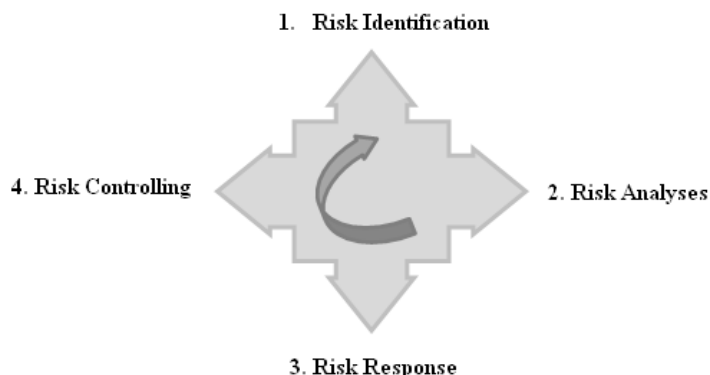 1. Risk Identification
4. Risk Controlling
2. Risk Analyses
3. Risk Response